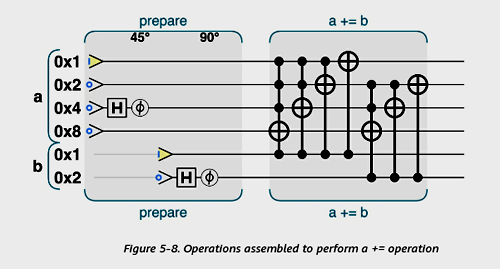 prepare
a += b
45°
90°
a
0x1
0x2
0x4
H
ϕ
0x8
b
0x1
0x2
H
ϕ
prepare
a += b
Figure 5-8. Operations assembled to perform a += operation